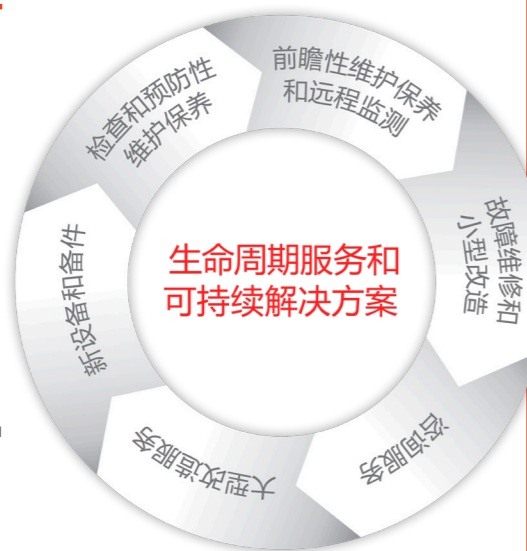 检查和预防性
维护保养
前瞻性维护保养
和远程监测
故障维修和
小型改造
咨询服务
大型改造服务
新设备和备件
生命周期服务和
可持续解决方案